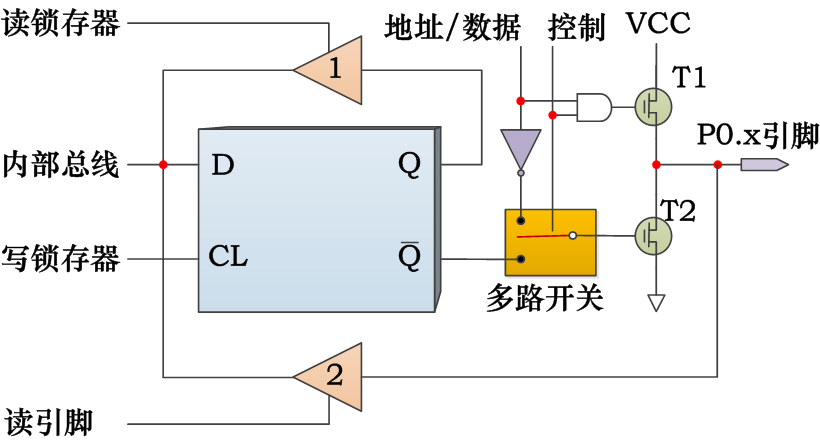 读锁存器
地址/数据
控制
VCC
1
T1
P0.x引脚
内部总线
D
Q
T2
写锁存器
CL
Q̅
多路开关
2
读引脚